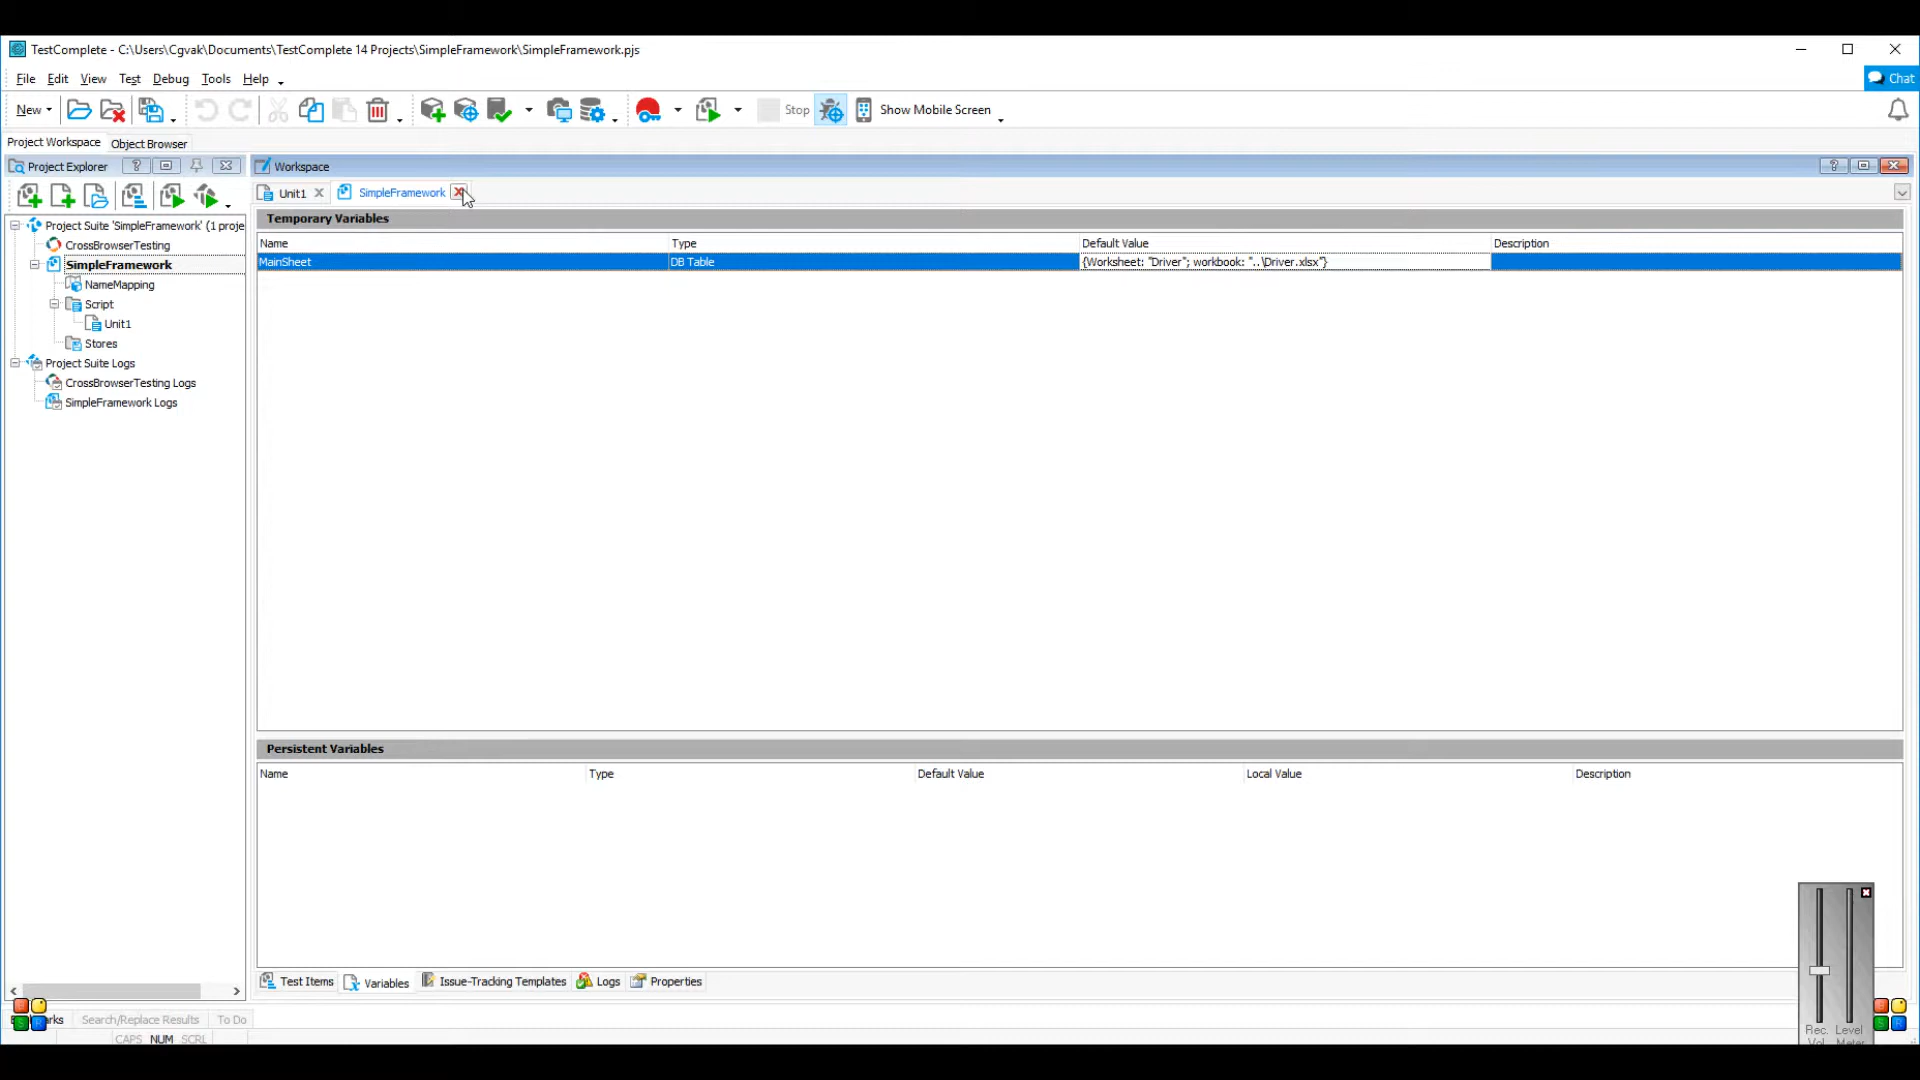 TestComplete - C:\Users\Cgvak\Documents\TestComplete 14 Projects\SimpleFramework\SimpleFramework.pjs
File Edit View Test Debug Tools Help
Chat
New Stop Show Mobile Screen
Project Workspace Object Browser
Project Explorer
Workspace
Unit1 SimpleFramework
Project Suite 'SimpleFramework' (1 proje
CrossBrowserTesting
SimpleFramework
NameMapping
Script
Unit1
Stores
Project Suite Logs
CrossBrowserTesting Logs
SimpleFramework Logs
Temporary Variables
Name Type Default Value Description
MainSheet DB Table {Worksheet: "Driver"; workbook: "..\Driver.xlsx"}
Persistent Variables
Name Type Default Value Local Value Description
Test Items Variables Issue-Tracking Templates Logs Properties
Search/Replace Results To Do
CAPS NUM SCRL
Rec. Level
Vol Meter